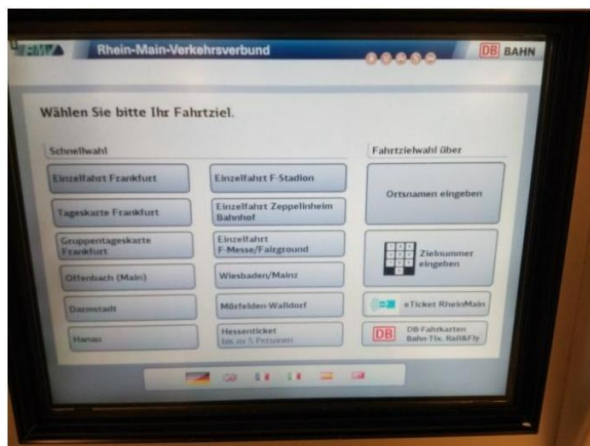 RMV
Rhein-Main-Verkehrsverbund
DB BAHN
Wählen Sie bitte Ihr Fahrtziel.
Schnellwahl
Fahrtzielwahl über
Einzelfahrt Frankfurt
Einzelfahrt F-Stadion
Ortsnamen eingeben
Tageskarte Frankfurt
Einzelfahrt Zeppelinheim
Bahnhof
Gruppentageskarte
Frankfurt
Einzelfahrt
F-Messe/Fairground
Zielnummer
eingeben
Offenbach (Main)
Wiesbaden/Mainz
eTicket RheinMain
Darmstadt
Mörfelden-Walldorf
Hanau
Hessenticket
bis zu 5 Personen
DB
DB-Fahrkarten
Bahn-Tix, Rail&Fly